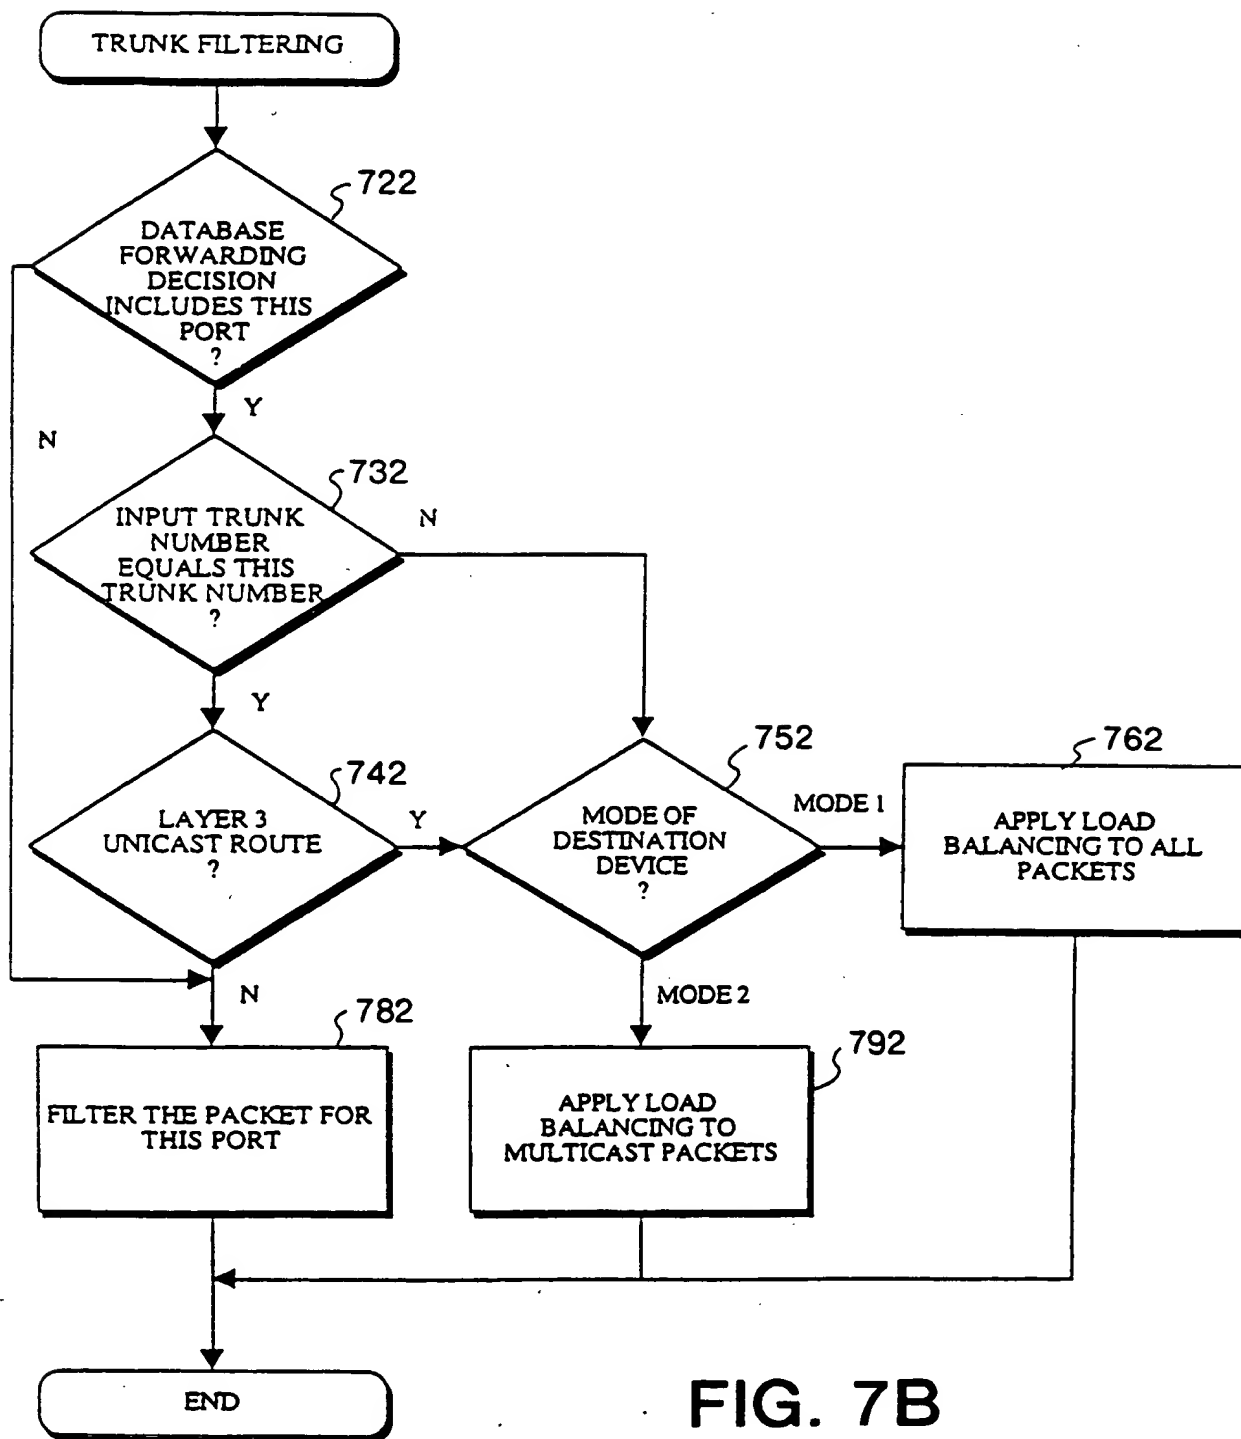 TRUNK FILTERING
722
DATABASE
FORWARDING
DECISION
INCLUDES THIS
PORT
?
Y
N
732
INPUT TRUNK
NUMBER
EQUALS THIS
TRUNK NUMBER
?
N
Y
742
LAYER 3
UNICAST ROUTE
?
Y
N
752
MODE OF
DESTINATION
DEVICE
?
MODE 1
MODE 2
762
APPLY LOAD
BALANCING TO ALL
PACKETS
782
FILTER THE PACKET FOR
THIS PORT
792
APPLY LOAD
BALANCING TO
MULTICAST PACKETS
END
FIG. 7B